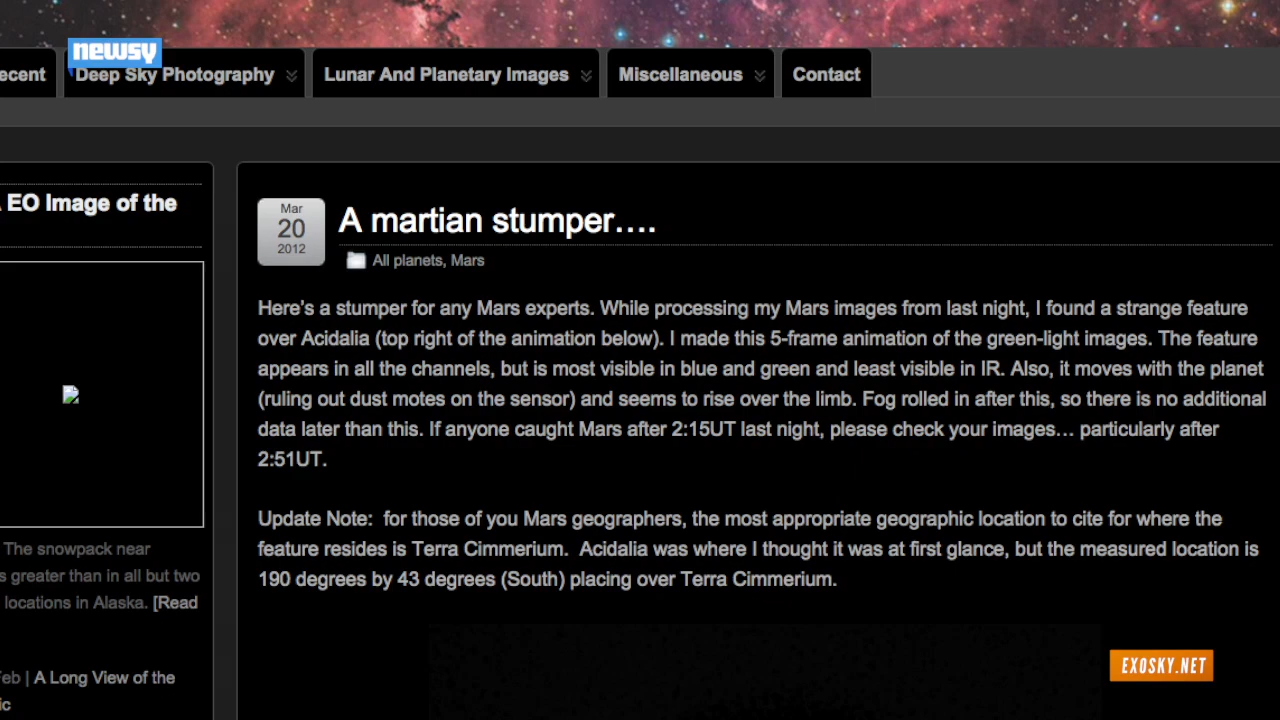 newsy
ecent
Deep Sky Photography
Lunar And Planetary Images
Miscellaneous
Contact
EO Image of the
Mar
20
2012
A martian stumper….
All planets, Mars
Here's a stumper for any Mars experts. While processing my Mars images from last night, I found a strange feature
over Acidalia (top right of the animation below). I made this 5-frame animation of the green-light images. The feature
appears in all the channels, but is most visible in blue and green and least visible in IR. Also, it moves with the planet
(ruling out dust motes on the sensor) and seems to rise over the limb. Fog rolled in after this, so there is no additional
data later than this. If anyone caught Mars after 2:15UT last night, please check your images… particularly after
2:51UT.
Update Note:  for those of you Mars geographers, the most appropriate geographic location to cite for where the
feature resides is Terra Cimmerium.  Acidalia was where I thought it was at first glance, but the measured location is
190 degrees by 43 degrees (South) placing over Terra Cimmerium.
The snowpack near
s greater than in all but two
locations in Alaska. [Read
Feb | A Long View of the
ic
EXOSKY.NET